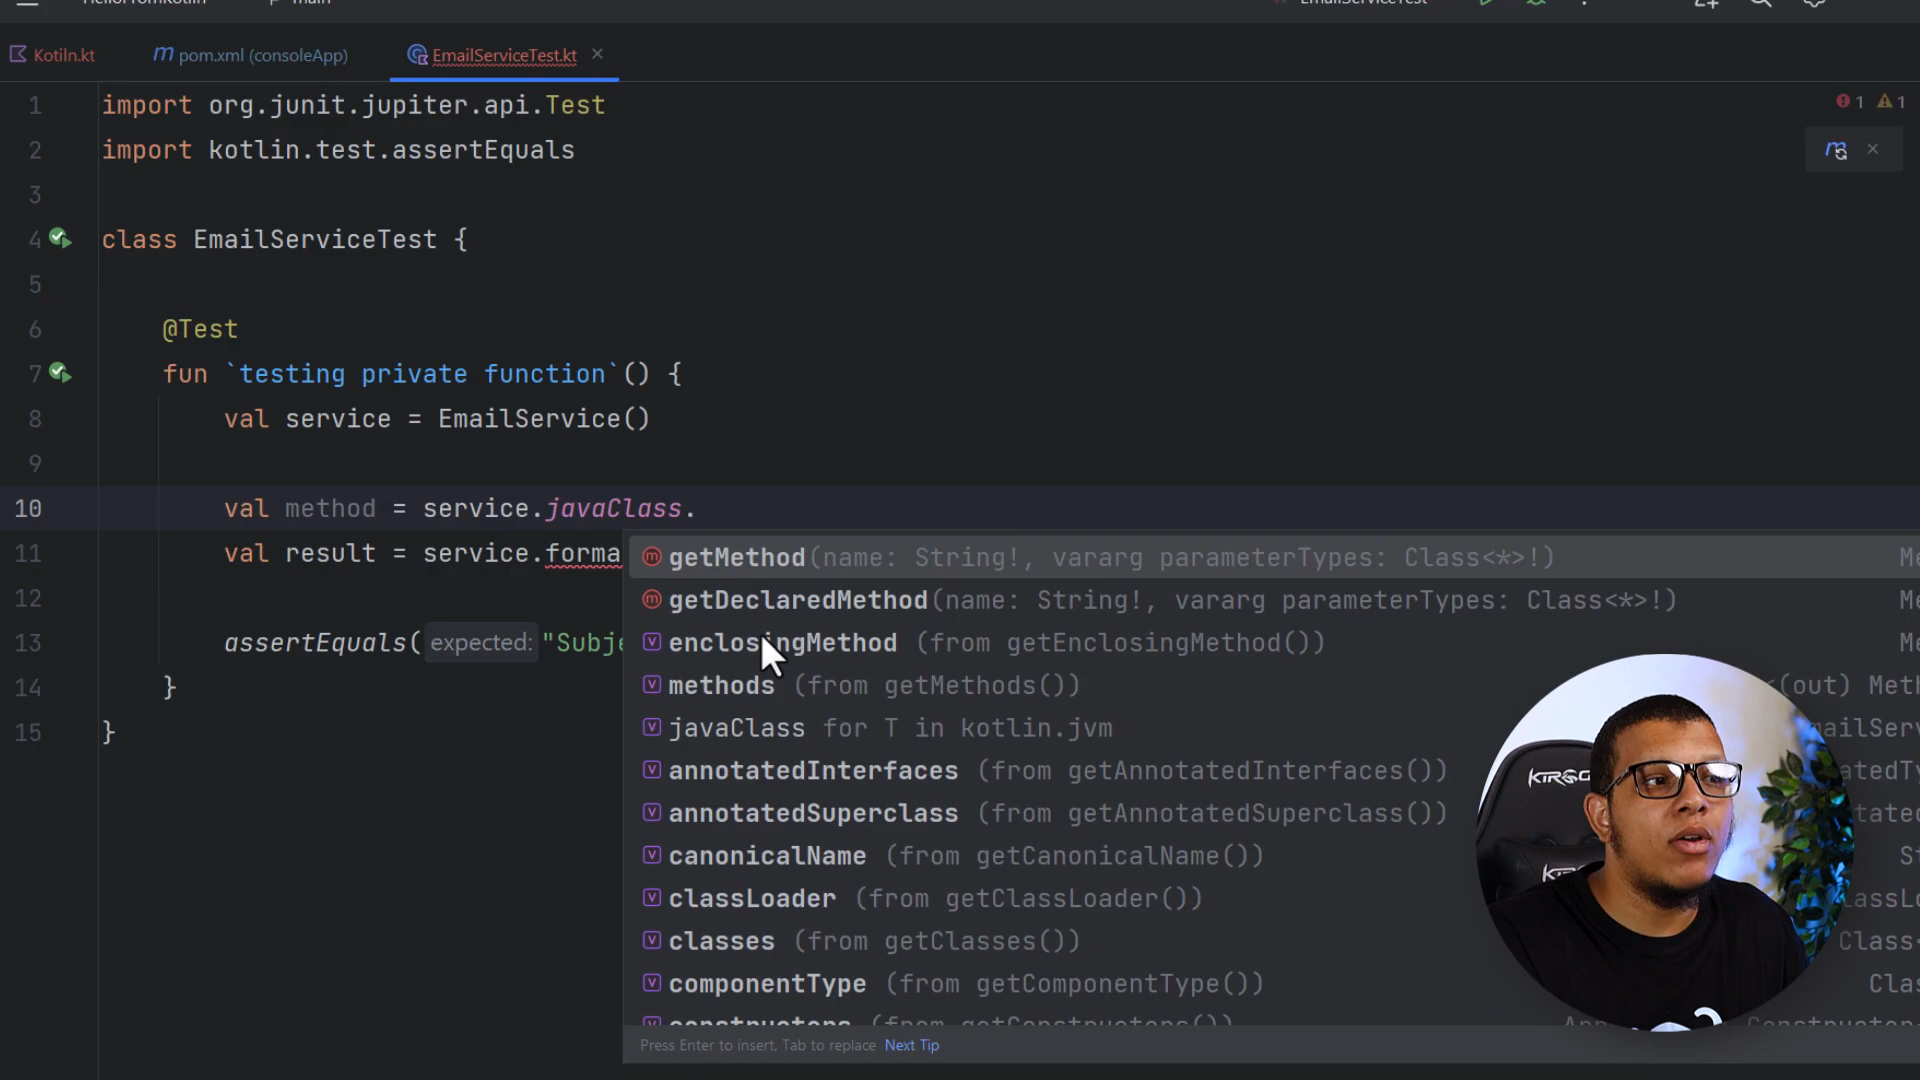 Kotiln.kt
pom.xml (consoleApp)
EmailServiceTest.kt
1 import org.junit.jupiter.api.Test
2 import kotlin.test.assertEquals
3
4 class EmailServiceTest {
5
6 @Test
7 fun `testing private function`() {
8 val service = EmailService()
9
10 val method = service.javaClass.
11 val result = service.forma
12
13 assertEquals( expected: "Subje
14 }
15 }
1 1
getMethod(name: String!, vararg parameterTypes: Class<*>!)
getDeclaredMethod(name: String!, vararg parameterTypes: Class<*>!)
enclosingMethod (from getEnclosingMethod())
methods (from getMethods()) (out)
javaClass for T in kotlin.jvm
annotatedInterfaces (from getAnnotatedInterfaces())
annotatedSuperclass (from getAnnotatedSuperclass())
canonicalName (from getCanonicalName())
classLoader (from getClassLoader())
classes (from getClasses())
componentType (from getComponentType())
constructors (from getConstructors())
Press Enter to insert, Tab to replace Next Tip